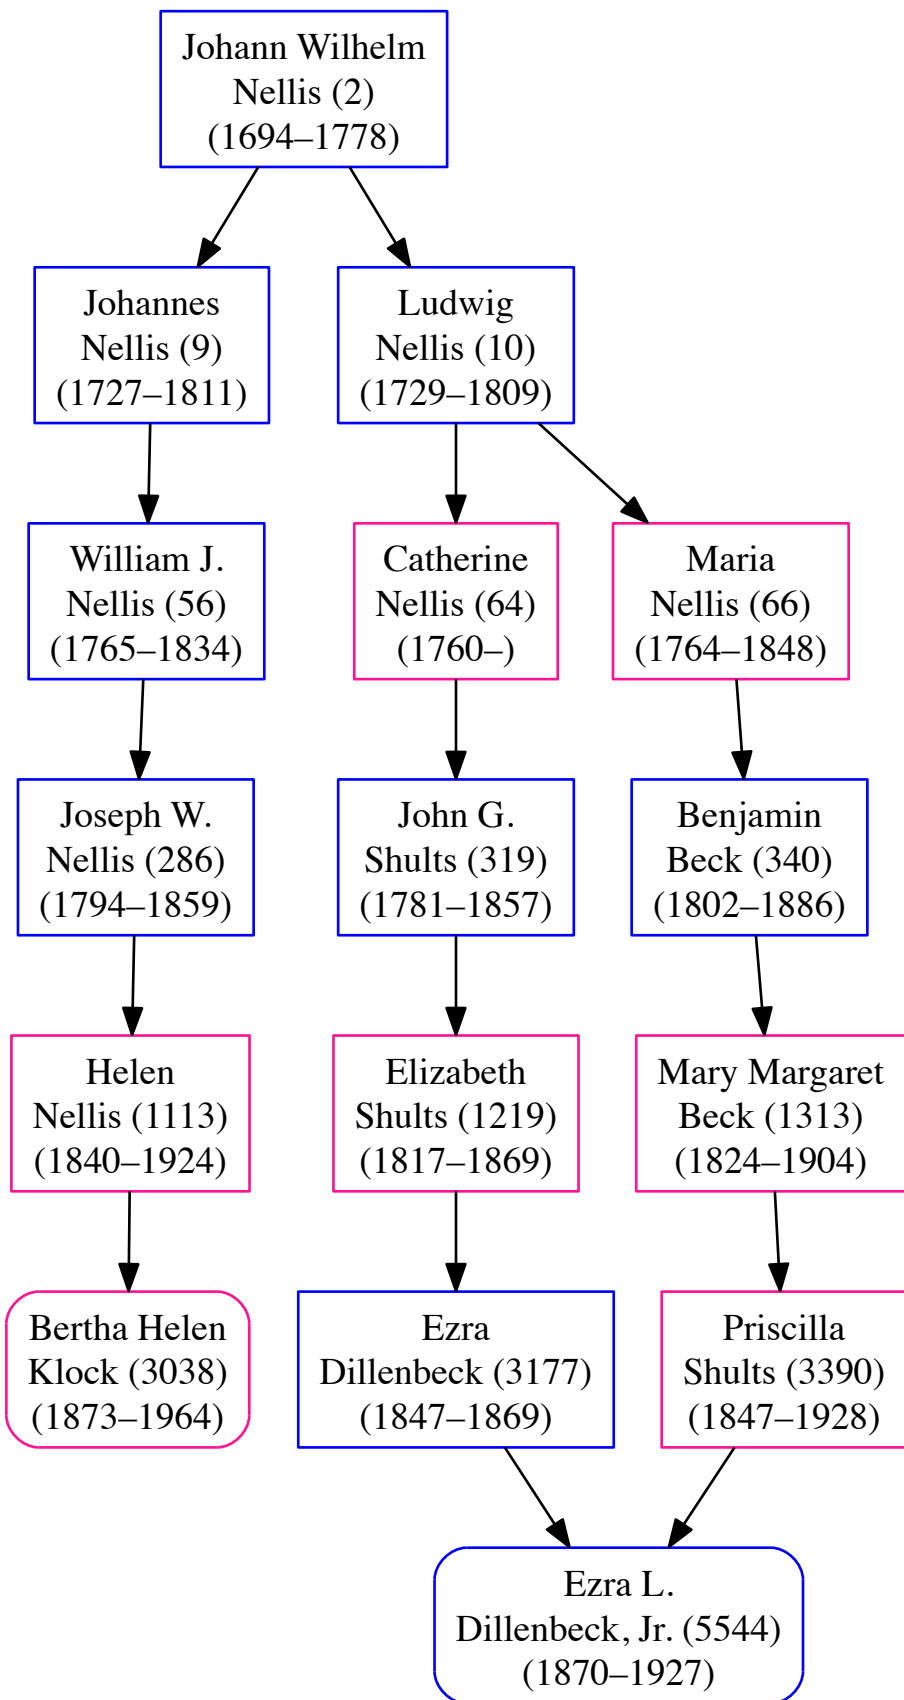 Johann Wilhelm
Nellis (2)
(1694–1778)
Johannes
Nellis (9)
(1727–1811)
Ludwig
Nellis (10)
(1729–1809)
William J.
Nellis (56)
(1765–1834)
Catherine
Nellis (64)
(1760–)
Maria
Nellis (66)
(1764–1848)
Joseph W.
Nellis (286)
(1794–1859)
John G.
Shults (319)
(1781–1857)
Benjamin
Beck (340)
(1802–1886)
Helen
Nellis (1113)
(1840–1924)
Elizabeth
Shults (1219)
(1817–1869)
Mary Margaret
Beck (1313)
(1824–1904)
Bertha Helen
Klock (3038)
(1873–1964)
Ezra
Dillenbeck (3177)
(1847–1869)
Priscilla
Shults (3390)
(1847–1928)
Ezra L.
Dillenbeck, Jr. (5544)
(1870–1927)